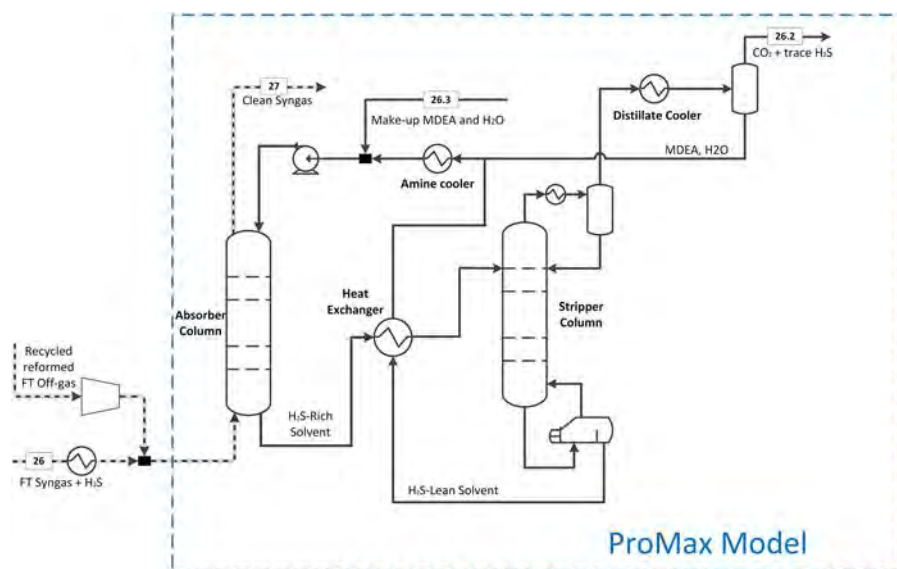 26.2
CO₂ + trace H₂S
27
Clean Syngas
26.3
Make-up MDEA and H₂O
Distillate Cooler
MDEA, H2O
Amine cooler
Heat
Exchanger
Stripper
Column
Absorber
Column
Recycled
reformed
FT Off-gas
H₂S-Rich
Solvent
26
FT Syngas + H₂S
H₂S-Lean Solvent
ProMax Model